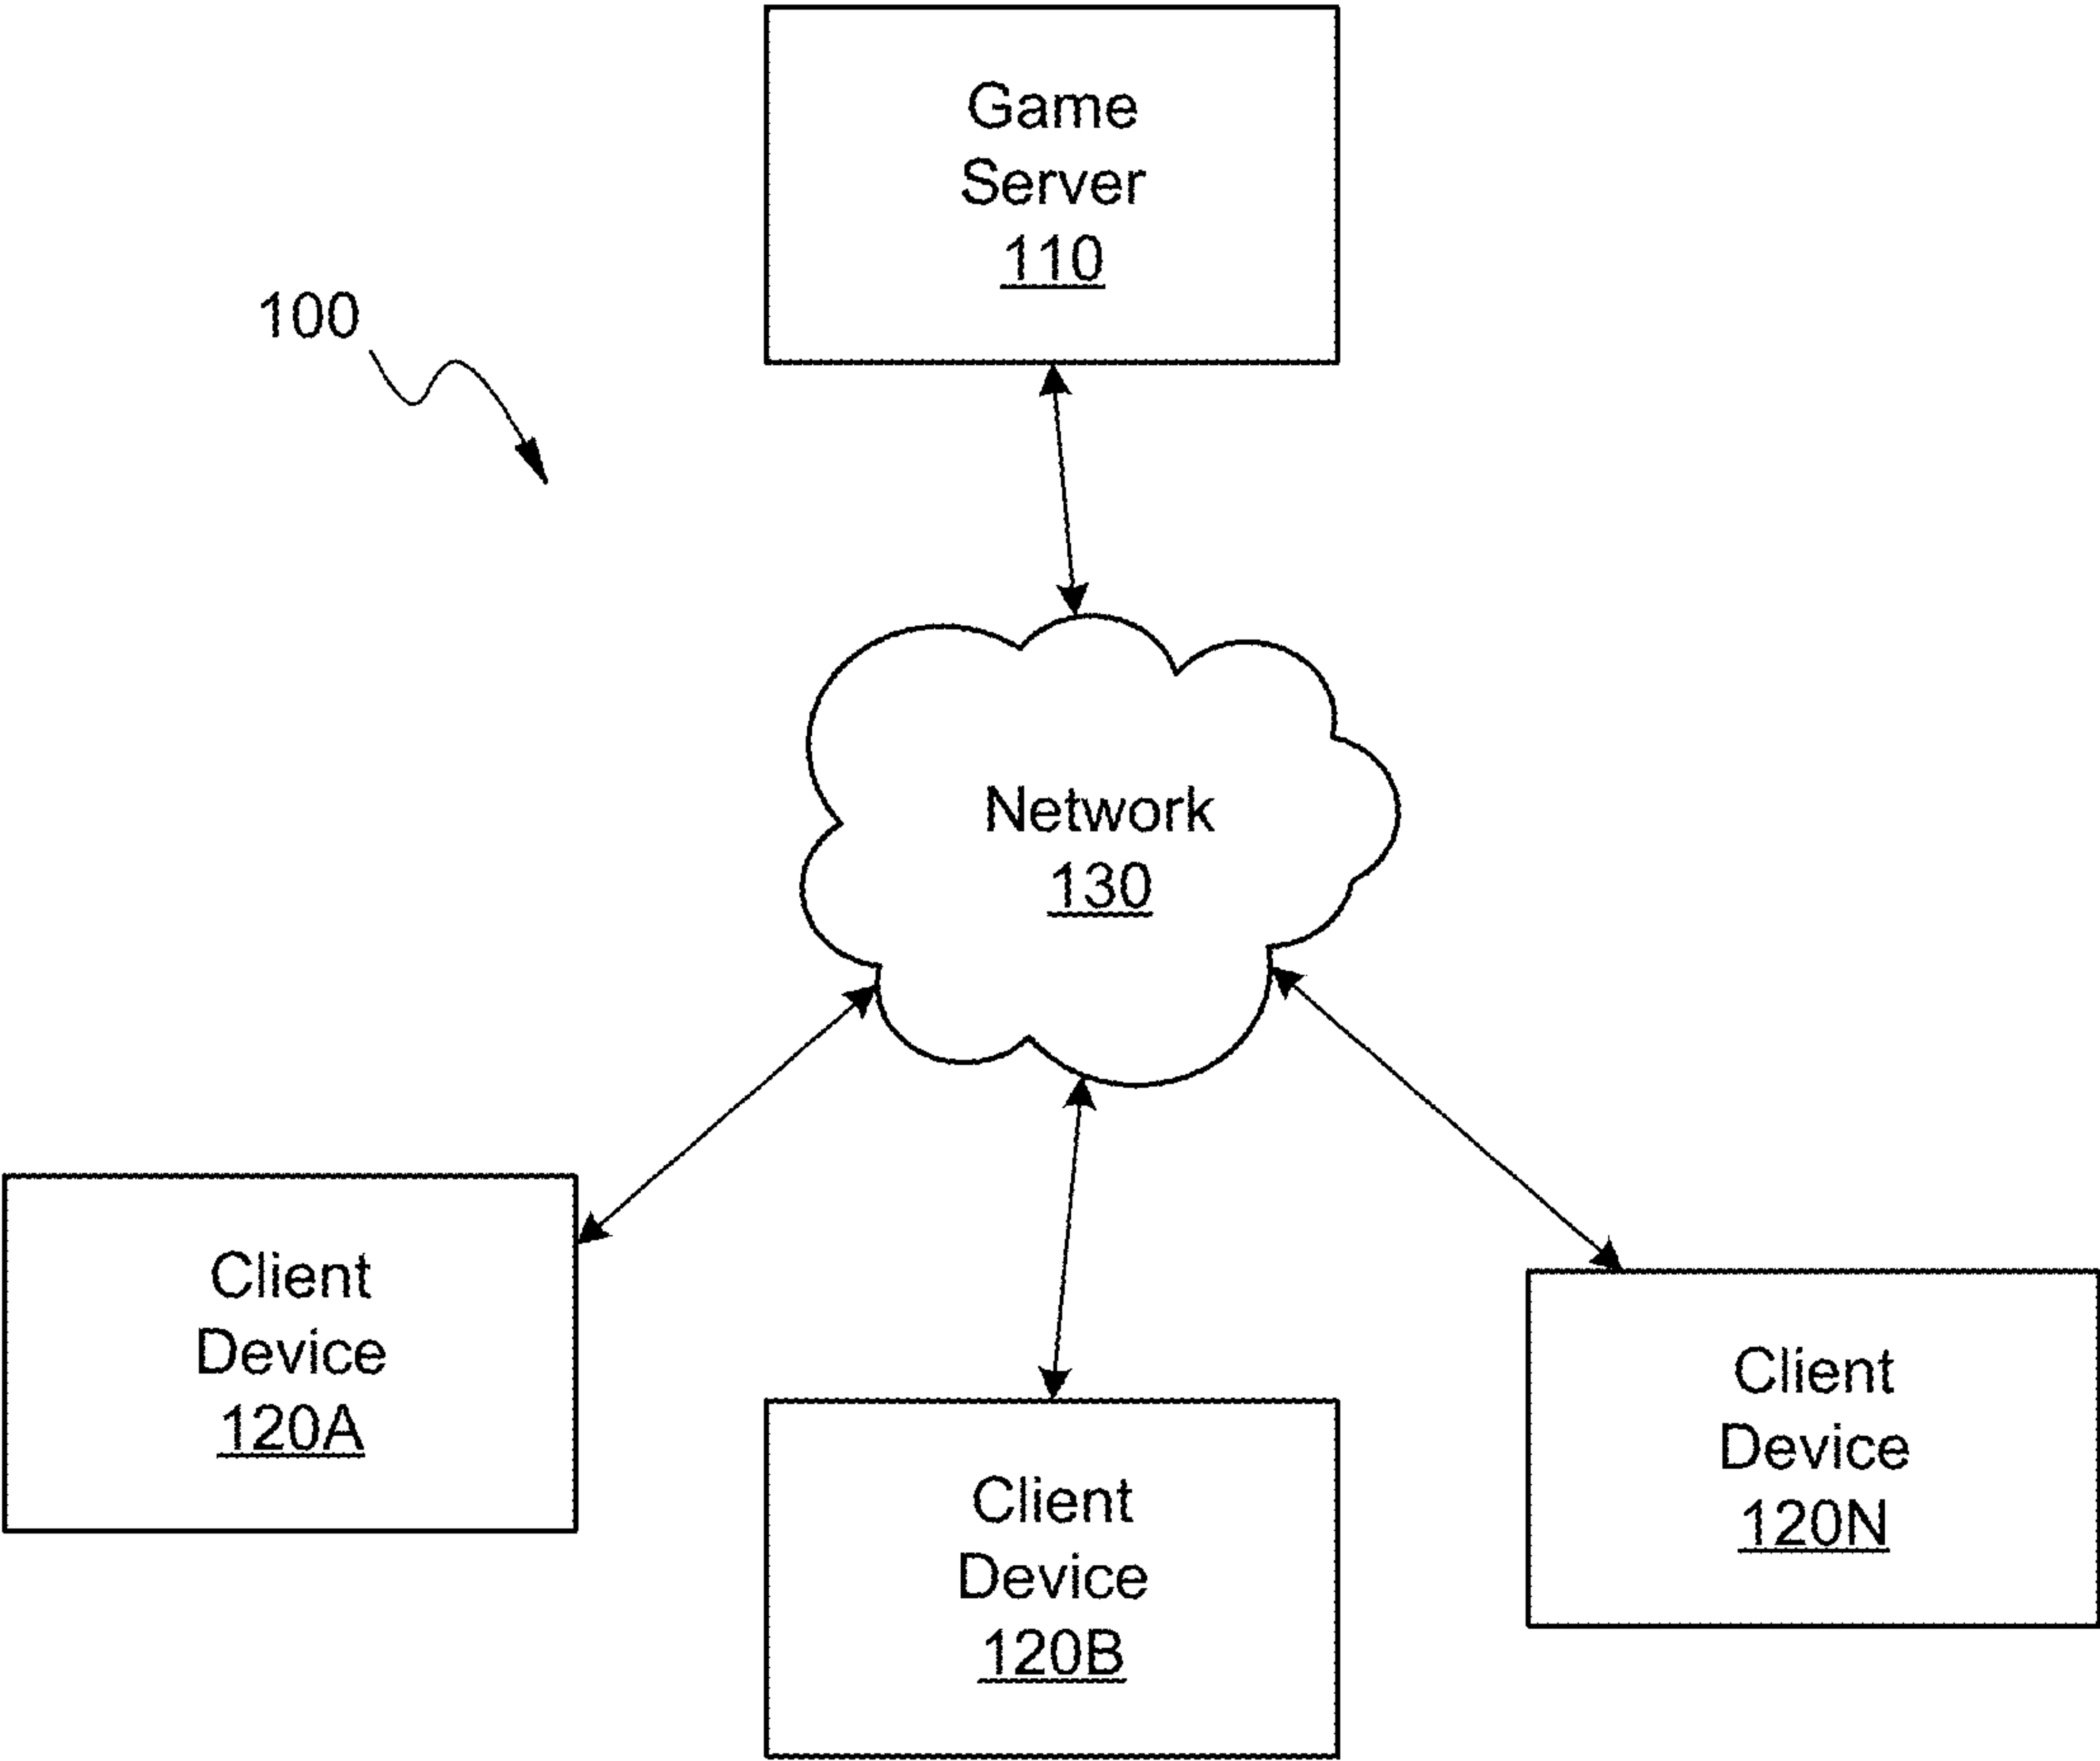 Game
Server
110
100
Network
130
Client
Device
120A
Client
Device
120B
Client
Device
120N